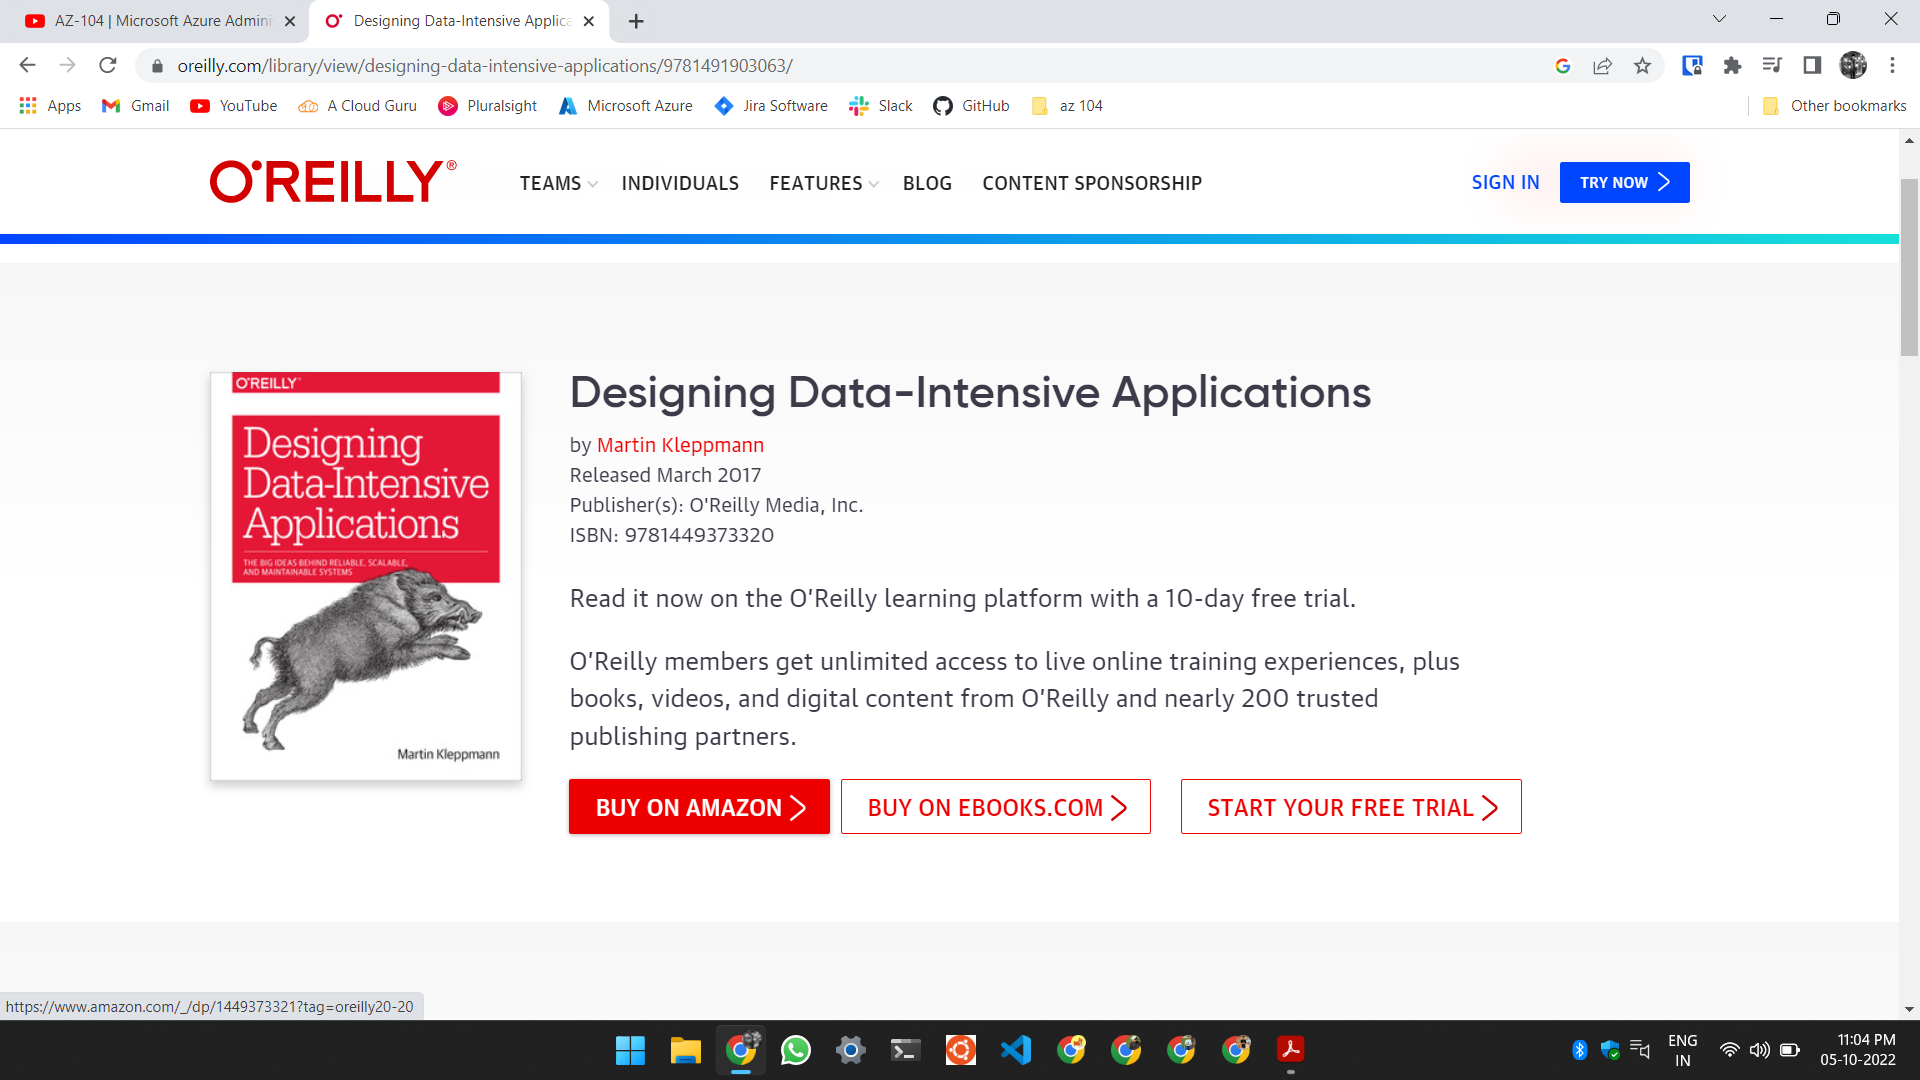 AZ-104 | Microsoft Azure Admini
Designing Data-Intensive Applica
oreilly.com/library/view/designing-data-intensive-applications/9781491903063/
Apps
Gmail
YouTube
A Cloud Guru
Pluralsight
Microsoft Azure
Jira Software
Slack
GitHub
az 104
Other bookmarks
O'REILLY®
TEAMS
INDIVIDUALS
FEATURES
BLOG
CONTENT SPONSORSHIP
SIGN IN
TRY NOW
O'REILLY™
Designing
Data-Intensive
Applications
THE BIG IDEAS BEHIND RELIABLE, SCALABLE,
AND MAINTAINABLE SYSTEMS
Martin Kleppmann
Designing Data-Intensive Applications
by Martin Kleppmann
Released March 2017
Publisher(s): O'Reilly Media, Inc.
ISBN: 9781449373320
Read it now on the O’Reilly learning platform with a 10-day free trial.
O’Reilly members get unlimited access to live online training experiences, plus
books, videos, and digital content from O’Reilly and nearly 200 trusted
publishing partners.
BUY ON AMAZON
BUY ON EBOOKS.COM
START YOUR FREE TRIAL
https://www.amazon.com/_/dp/1449373321?tag=oreilly20-20
ENG
IN
11:04 PM
05-10-2022